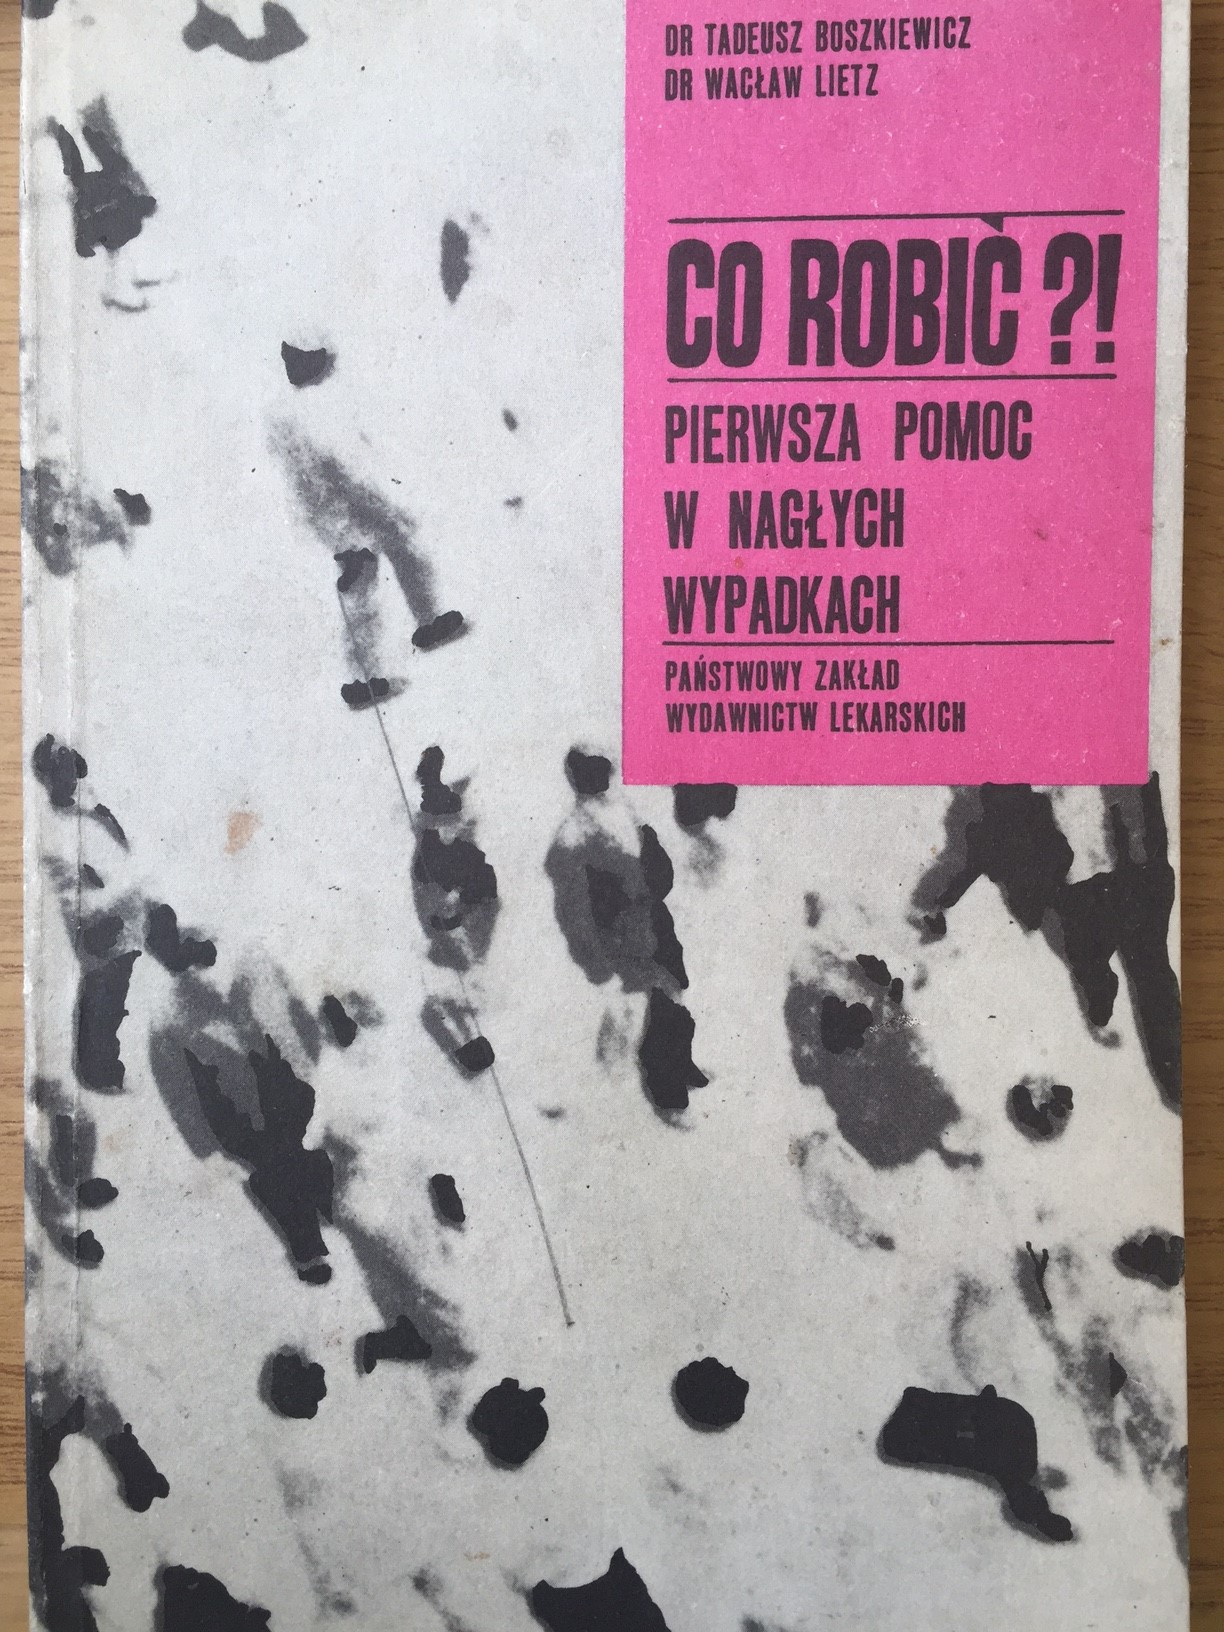 DR TADEUSZ BOSZKIEWICZ
DR WACŁAW LIETZ
CO ROBIĆ ?!
PIERWSZA POMOC
W NAGŁYCH
WYPADKACH
PAŃSTWOWY ZAKŁAD
WYDAWNICTW LEKARSKICH